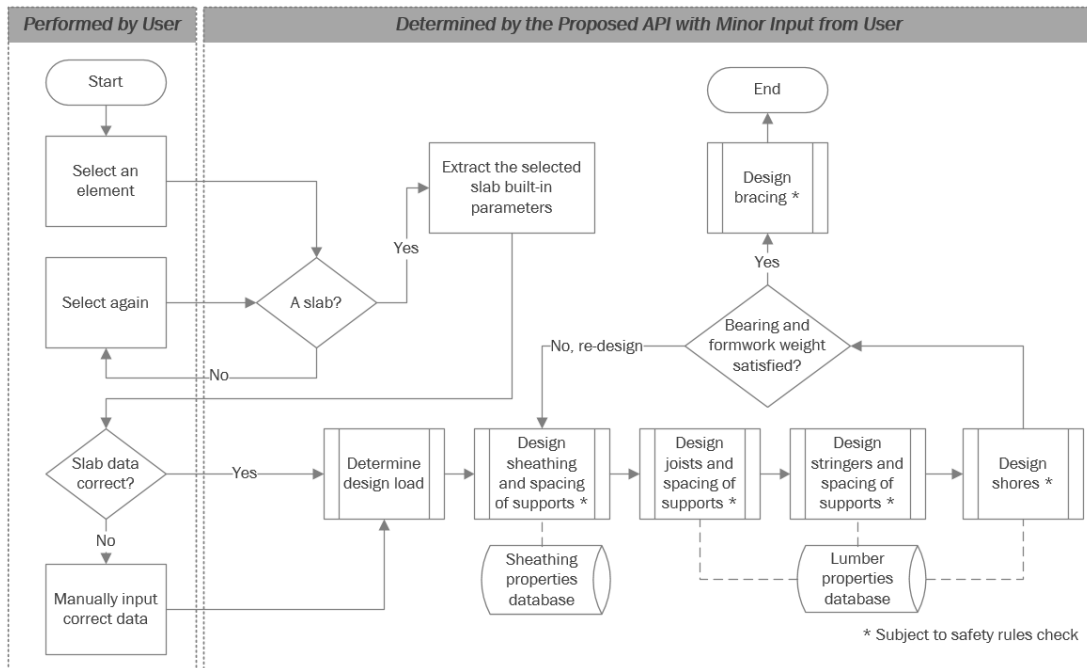 Performed by User
Determined by the Proposed API with Minor Input from User
Start
End
Select an
element
Extract the selected
slab built-in
parameters
Design
bracing *
Yes
Yes
Select again
A slab?
Bearing and
formwork weight
satisfied?
No, re-design
No
Slab data
correct?
Yes
Determine
design load
Design
sheathing
and spacing
of supports *
Design
joists and
spacing of
supports *
Design
stringers and
spacing of
supports *
Design
shores *
No
Manually input
correct data
Sheathing
properties
database
Lumber
properties
database
* Subject to safety rules check